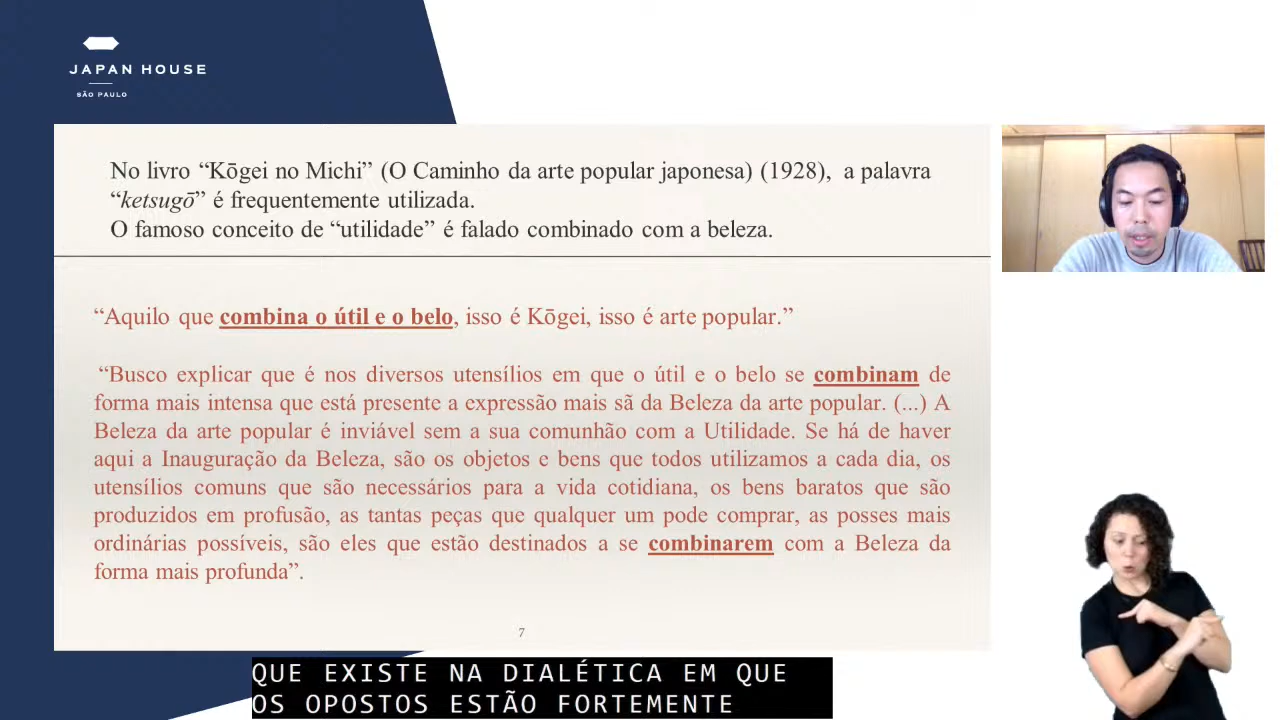 JAPAN HOUSE
SÃO PAULO
No livro “Kōgei no Michi” (O Caminho da arte popular japonesa) (1928), a palavra
“ketsugō” é frequentemente utilizada.
O famoso conceito de “utilidade” é falado combinado com a beleza.
“Aquilo que combina o útil e o belo, isso é Kōgei, isso é arte popular.”
“Busco explicar que é nos diversos utensílios em que o útil e o belo se combinam de
forma mais intensa que está presente a expressão mais sã da Beleza da arte popular. (...) A
Beleza da arte popular é inviável sem a sua comunhão com a Utilidade. Se há de haver
aqui a Inauguração da Beleza, são os objetos e bens que todos utilizamos a cada dia, os
utensílios comuns que são necessários para a vida cotidiana, os bens baratos que são
produzidos em profusão, as tantas peças que qualquer um pode comprar, as posses mais
ordinárias possíveis, são eles que estão destinados a se combinarem com a Beleza da
forma mais profunda”.
7
QUE EXISTE NA DIALÉTICA EM QUE
OS OPOSTOS ESTÃO FORTEMENTE